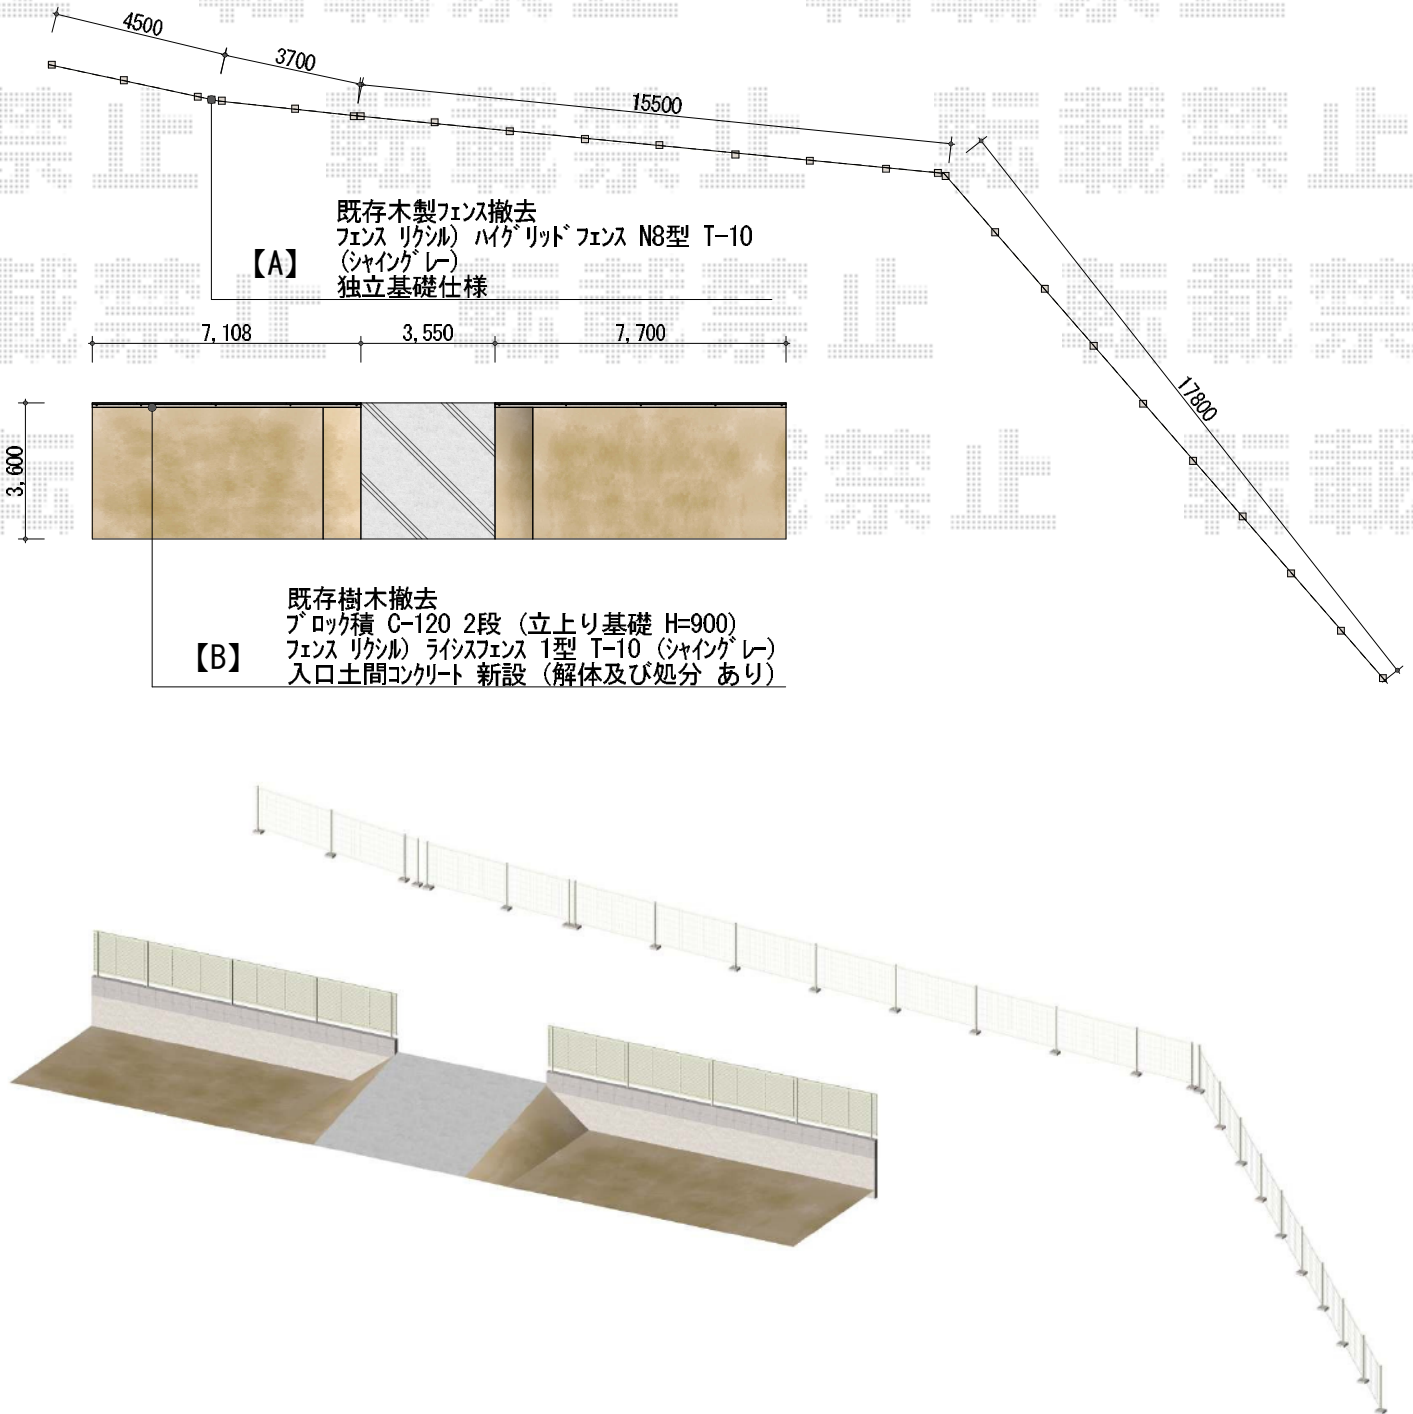 4500
3700
15500
既存木製フェンス撤去
フェンス リクシル) ハイグリッドフェンス N8型 T-10
【A】
(シャイングレー)
独立基礎仕様
7,108
3,550
7,700
17800
3,600
既存樹木撤去
ブロック積 C-120 2段 (立上り基礎 H=900)
【B】
フェンス リクシル) ライシスフェンス 1型 T-10 (シャイングレー)
入口土間コンクリート 新設 (解体及び処分 あり)
転載禁止